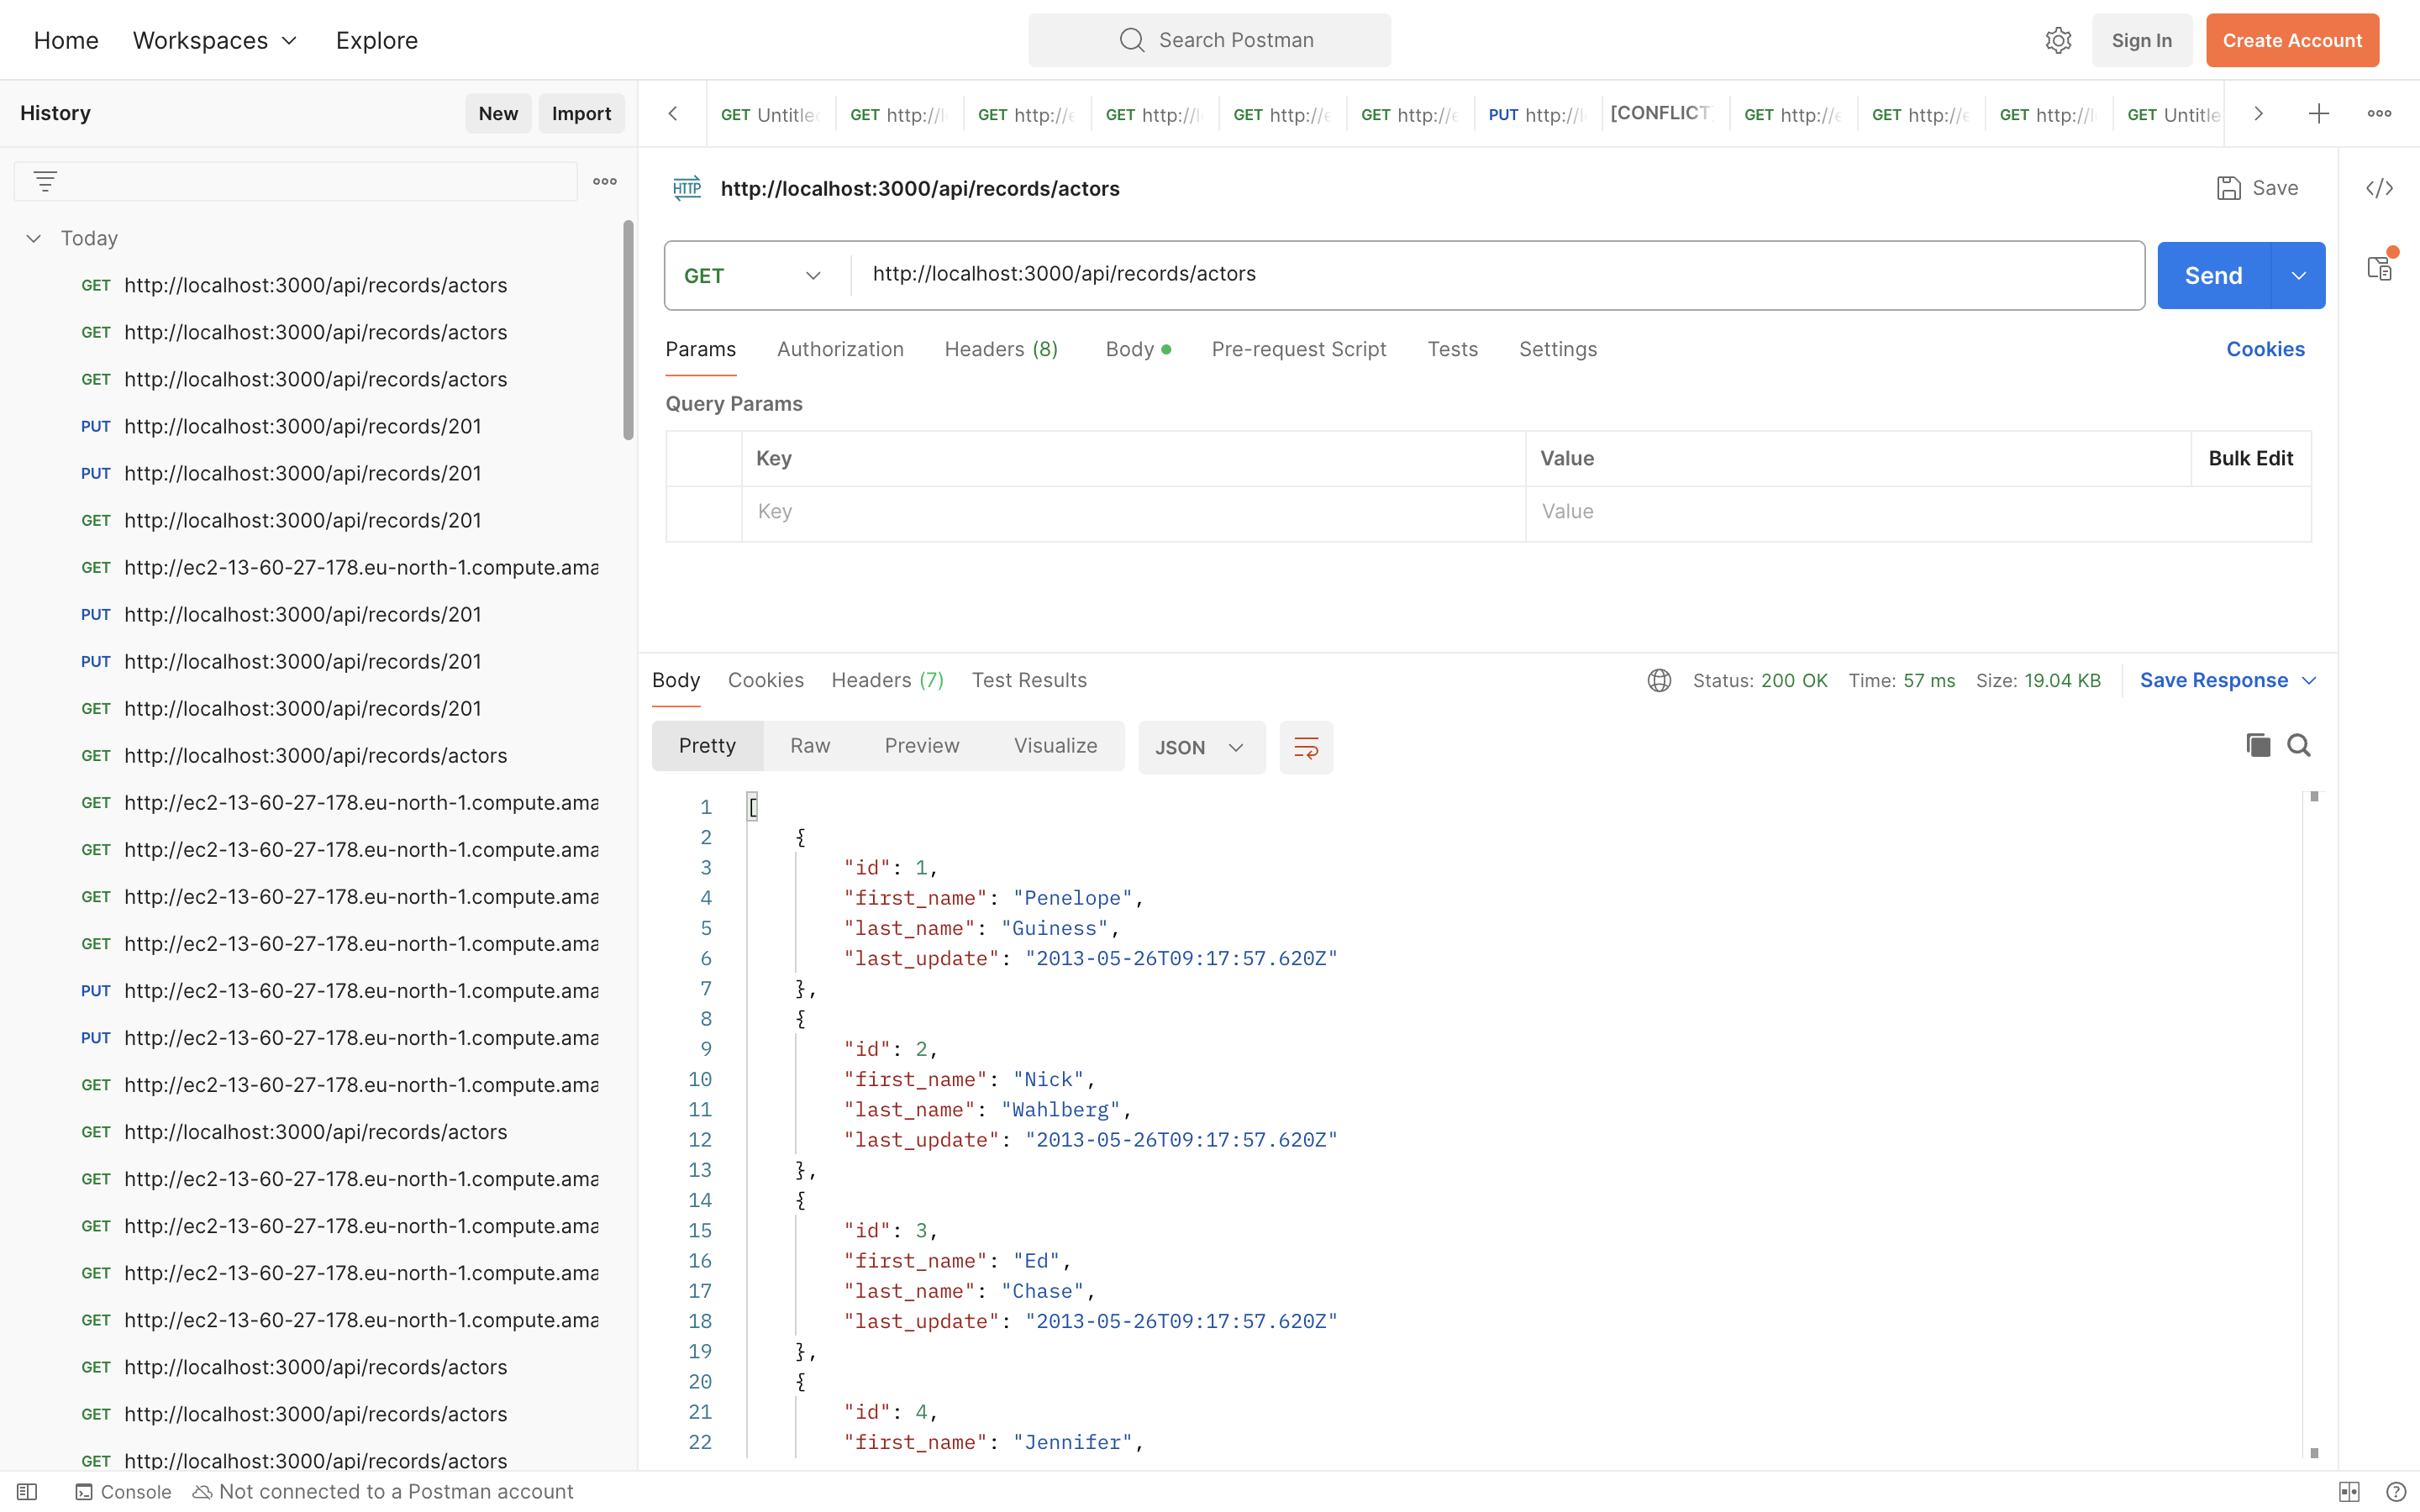 Home Workspaces Explore Search Postman Sign In Create Account
History New Import
GET Untitle GET http://l GET http://e GET http://l GET http://e GET http://e PUT http://l [CONFLICT GET http://e GET http://e GET http://l GET Untitle
Today
GET http://localhost:3000/api/records/actors
GET http://localhost:3000/api/records/actors
GET http://localhost:3000/api/records/actors
PUT http://localhost:3000/api/records/201
PUT http://localhost:3000/api/records/201
GET http://localhost:3000/api/records/201
GET http://ec2-13-60-27-178.eu-north-1.compute.ama
PUT http://localhost:3000/api/records/201
PUT http://localhost:3000/api/records/201
GET http://localhost:3000/api/records/201
GET http://localhost:3000/api/records/actors
GET http://ec2-13-60-27-178.eu-north-1.compute.ama
GET http://ec2-13-60-27-178.eu-north-1.compute.ama
GET http://ec2-13-60-27-178.eu-north-1.compute.ama
GET http://ec2-13-60-27-178.eu-north-1.compute.ama
PUT http://ec2-13-60-27-178.eu-north-1.compute.ama
PUT http://ec2-13-60-27-178.eu-north-1.compute.ama
GET http://ec2-13-60-27-178.eu-north-1.compute.ama
GET http://localhost:3000/api/records/actors
GET http://ec2-13-60-27-178.eu-north-1.compute.ama
GET http://ec2-13-60-27-178.eu-north-1.compute.ama
GET http://ec2-13-60-27-178.eu-north-1.compute.ama
GET http://ec2-13-60-27-178.eu-north-1.compute.ama
GET http://localhost:3000/api/records/actors
GET http://localhost:3000/api/records/actors
GET http://localhost:3000/api/records/actors
HTTP http://localhost:3000/api/records/actors Save
GET http://localhost:3000/api/records/actors Send
Params Authorization Headers (8) Body Pre-request Script Tests Settings Cookies
Query Params
Key Value Bulk Edit
Key Value
Body Cookies Headers (7) Test Results Status: 200 OK Time: 57 ms Size: 19.04 KB Save Response
Pretty Raw Preview Visualize JSON
1 [
2 {
3 "id": 1,
4 "first_name": "Penelope",
5 "last_name": "Guiness",
6 "last_update": "2013-05-26T09:17:57.620Z"
7 },
8 {
9 "id": 2,
10 "first_name": "Nick",
11 "last_name": "Wahlberg",
12 "last_update": "2013-05-26T09:17:57.620Z"
13 },
14 {
15 "id": 3,
16 "first_name": "Ed",
17 "last_name": "Chase",
18 "last_update": "2013-05-26T09:17:57.620Z"
19 },
20 {
21 "id": 4,
22 "first_name": "Jennifer",
Console Not connected to a Postman account